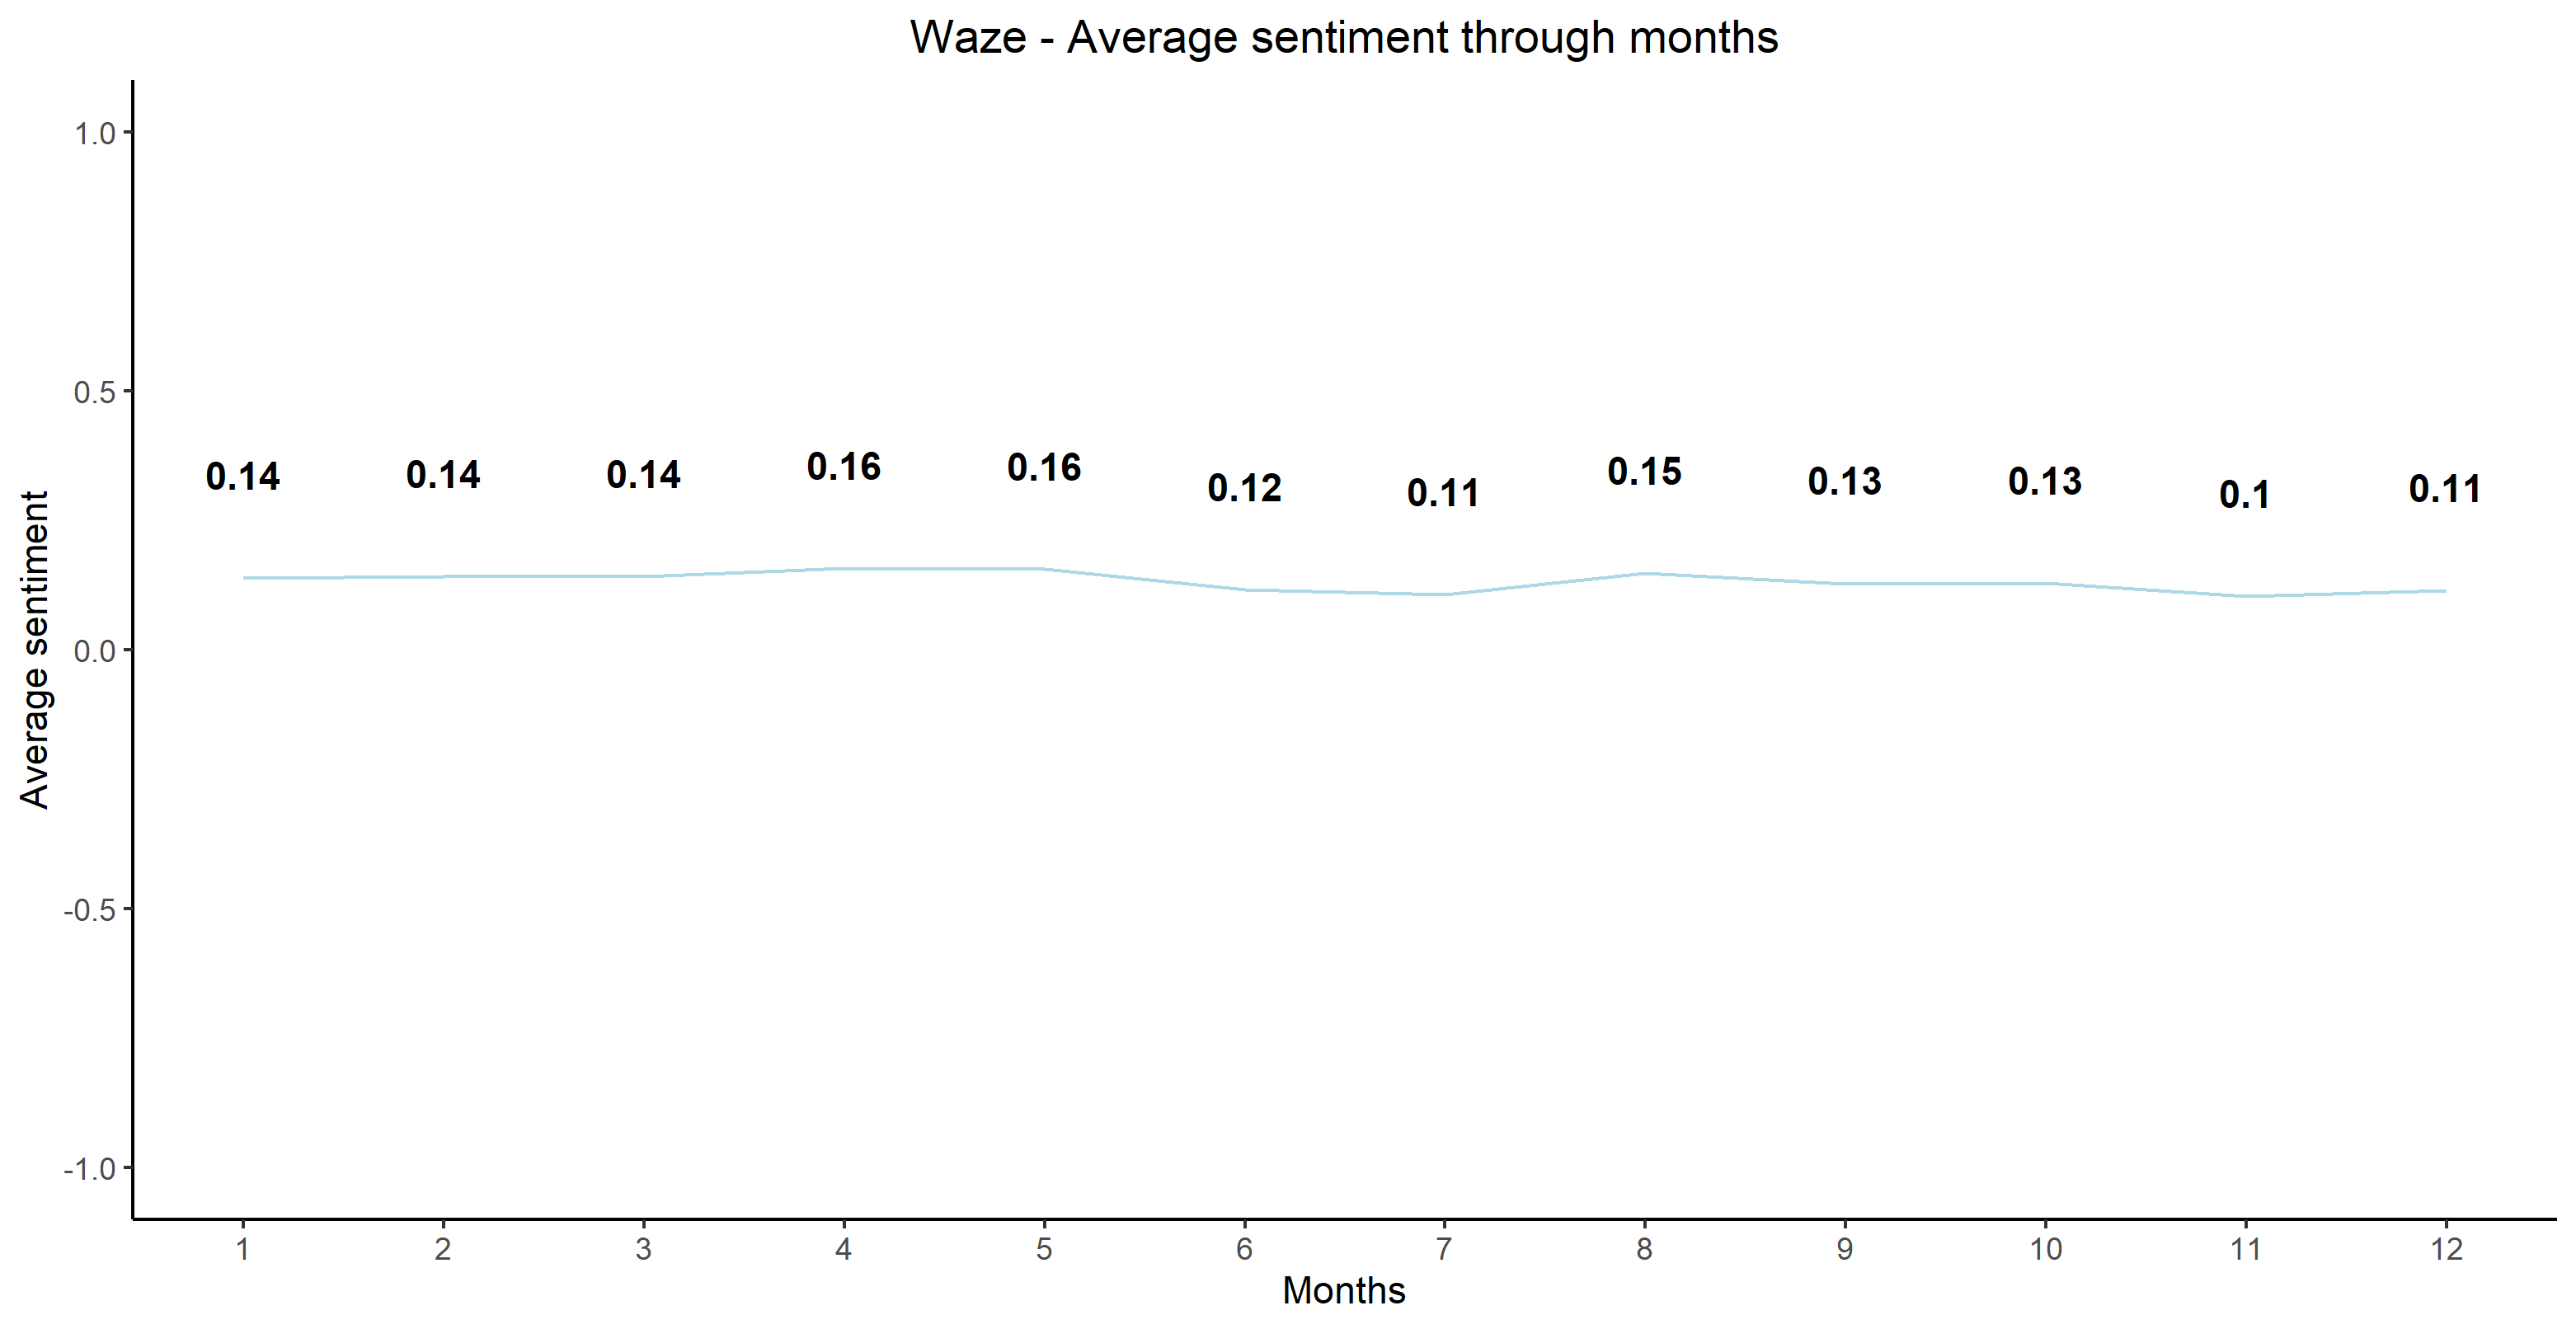 Waze - Average sentiment through months
1.0
0.5
0.0
-0.5
-1.0
Average sentiment
0.14 0.14 0.14 0.16 0.16 0.12 0.11 0.15 0.13 0.13 0.1 0.11
1 2 3 4 5 6 7 8 9 10 11 12
Months